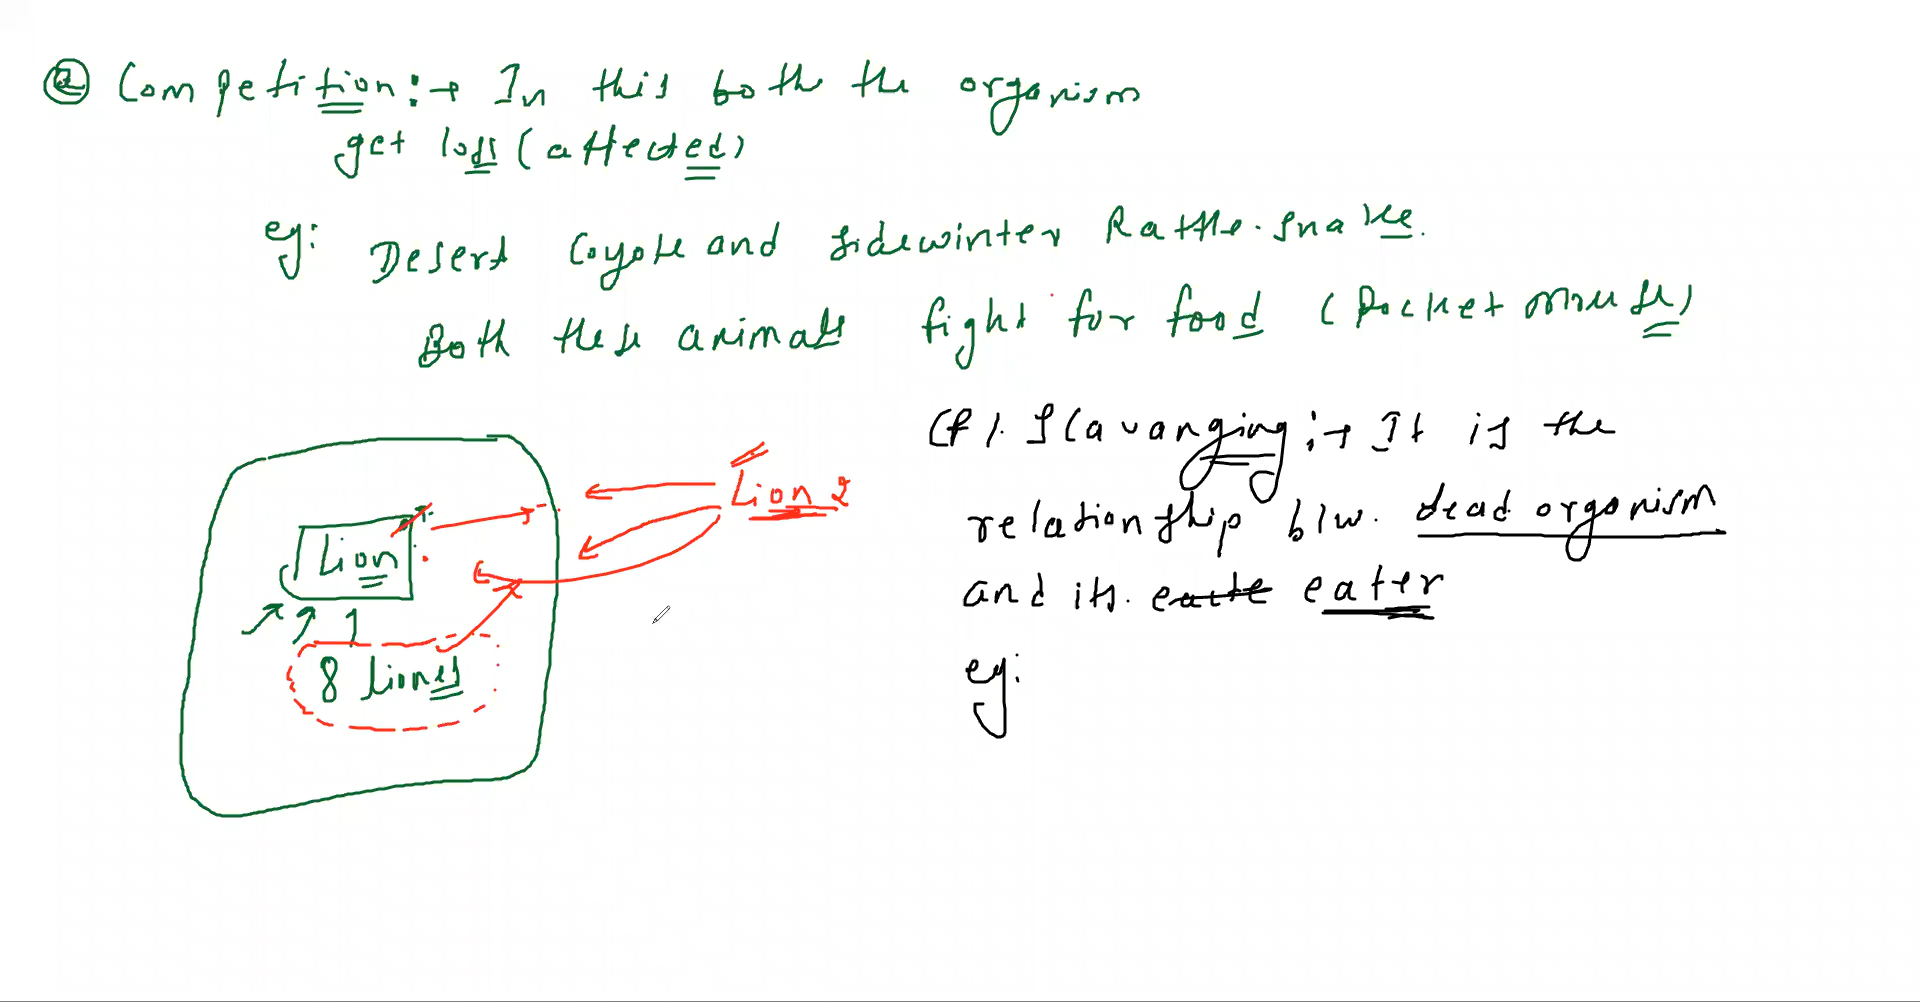 ② Competition :→ In this both the organism
get loss (affected)
eg: Desert Coyote and sidewinter Rattle-snake.
Both these animals fight for food (Pocket mouse)
Lion
8 Liones
Lion 2
(f). Scavanging :→ It is the
relationship b/w. dead organism
and its. eate eater
eg: